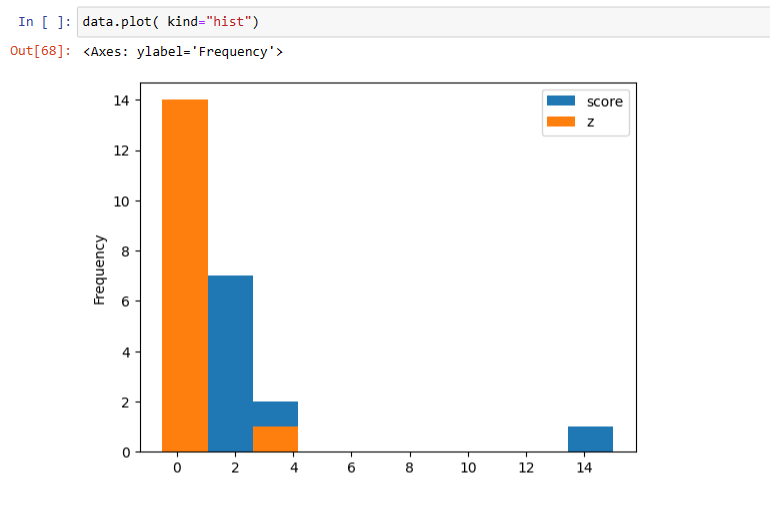 In [ ]: data.plot( kind="hist")
Out[68]: <Axes: ylabel='Frequency'>
score
z
Frequency
14
12
10
8
6
4
2
0
0 2 4 6 8 10 12 14